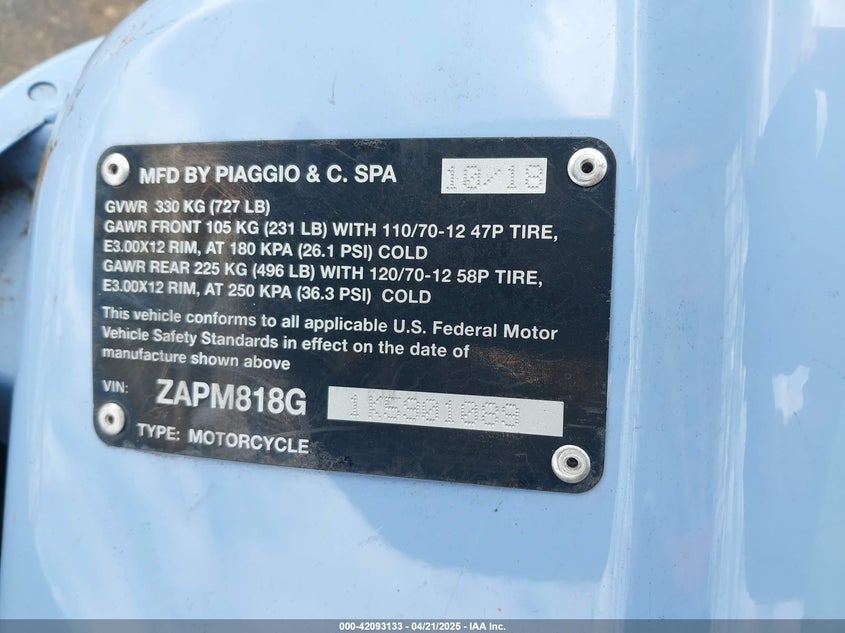 MFD BY PIAGGIO & C. SPA 10/18
GVWR 330 KG (727 LB)
GAWR FRONT 105 KG (231 LB) WITH 110/70-12 47P TIRE,
E3.00X12 RIM, AT 180 KPA (26.1 PSI) COLD
GAWR REAR 225 KG (496 LB) WITH 120/70-12 58P TIRE,
E3.00X12 RIM, AT 250 KPA (36.3 PSI) COLD
This vehicle conforms to all applicable U.S. Federal Motor
Vehicle Safety Standards in effect on the date of
manufacture shown above
VIN: ZAPM818G 1K5901089
TYPE: MOTORCYCLE
000-42093133 - 04/21/2025 - IAA Inc.